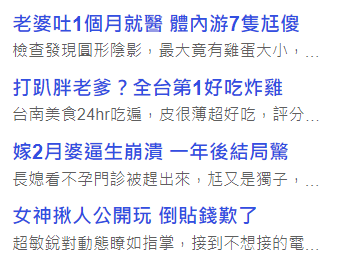 老婆吐1個月就醫 體內游7隻尪傻
檢查發現圓形陰影，最大竟有雞蛋大小，...
打趴胖老爹？全台第1好吃炸雞
台南美食24hr吃遍，皮很薄超好吃，評分...
嫁2月婆逼生崩潰 一年後結局驚
長媳看不孕門診被趕出來，尪又是獨子，...
女神揪人公開玩 倒貼錢歎了
超敏銳對動態瞭如指掌，接到不想接的電...